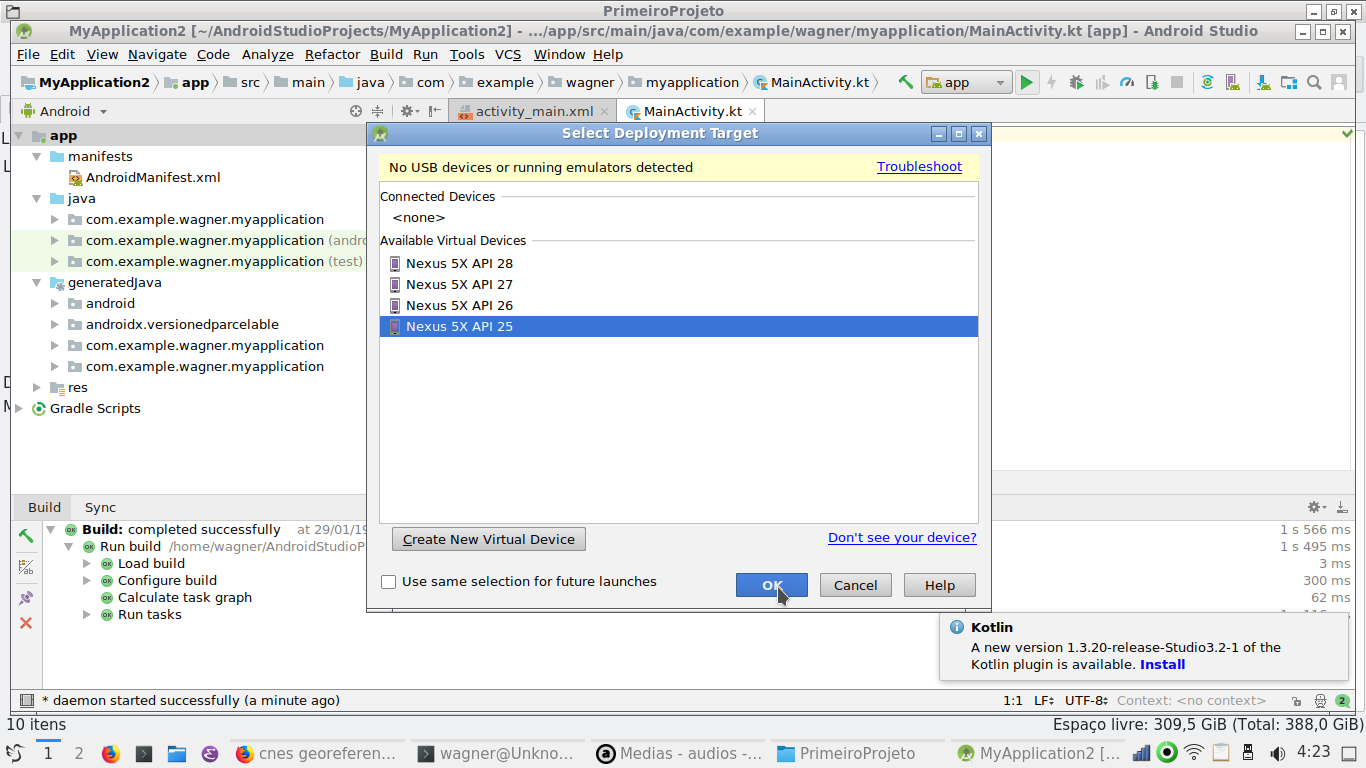 PrimeiroProjeto
MyApplication2 [~/AndroidStudioProjects/MyApplication2] - .../app/src/main/java/com/example/wagner/myapplication/MainActivity.kt [app] - Android Studio
File Edit View Navigate Code Analyze Refactor Build Run Tools VCS Window Help
MyApplication2 app src main java com example wagner myapplication MainActivity.kt app
Android activity_main.xml MainActivity.kt
app
manifests
AndroidManifest.xml
java
com.example.wagner.myapplication
com.example.wagner.myapplication (andro
com.example.wagner.myapplication (test)
generatedJava
android
androidx.versionedparcelable
com.example.wagner.myapplication
com.example.wagner.myapplication
res
Gradle Scripts
Select Deployment Target
No USB devices or running emulators detected Troubleshoot
Connected Devices
<none>
Available Virtual Devices
Nexus 5X API 28
Nexus 5X API 27
Nexus 5X API 26
Nexus 5X API 25
Create New Virtual Device Don't see your device?
Use same selection for future launches OK Cancel Help
Build Sync
Build: completed successfully at 29/01/19 1 s 566 ms
Run build /home/wagner/AndroidStudioP 1 s 495 ms
Load build 3 ms
Configure build 300 ms
Calculate task graph 62 ms
Run tasks
Kotlin
A new version 1.3.20-release-Studio3.2-1 of the
Kotlin plugin is available. Install
* daemon started successfully (a minute ago) 1:1 LF UTF-8 Context: <no context> 2
10 itens Espaço livre: 309,5 GiB (Total: 388,0 GiB)
1 2 cnes georeferen... wagner@Unkno... Medias - audios -... PrimeiroProjeto MyApplication2 [... 4:23